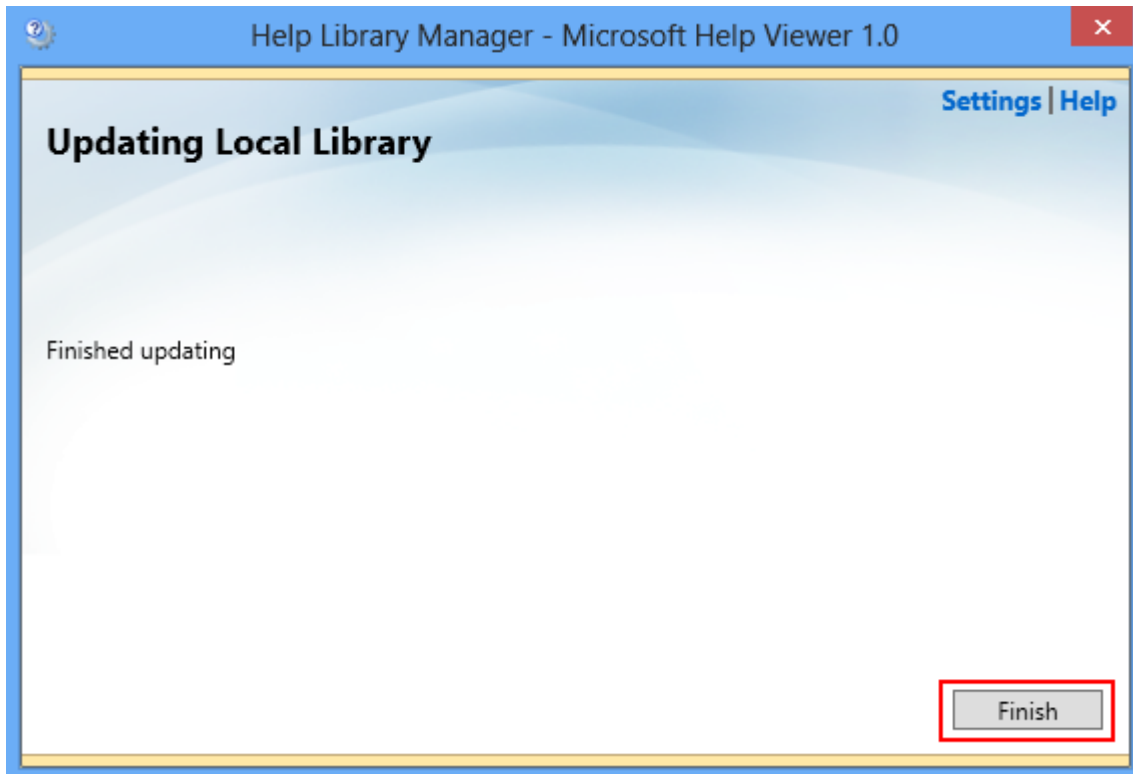 Help Library Manager - Microsoft Help Viewer 1.0
Settings | Help
Updating Local Library
Finished updating
Finish